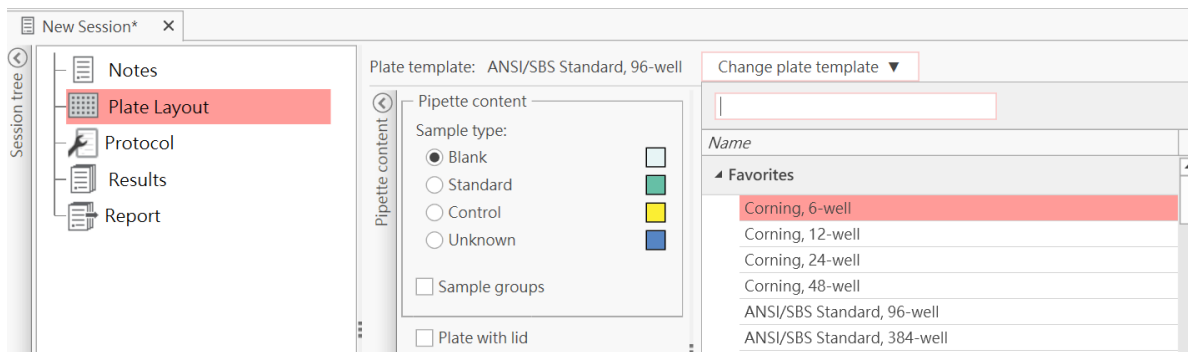 New Session*
Session tree
Notes
Plate Layout
Protocol
Results
Report
Plate template: ANSI/SBS Standard, 96-well
Change plate template ▼
Pipette content
Pipette content
Sample type:
Blank
Standard
Control
Unknown
Sample groups
Plate with lid
Name
Favorites
Corning, 6-well
Corning, 12-well
Corning, 24-well
Corning, 48-well
ANSI/SBS Standard, 96-well
ANSI/SBS Standard, 384-well